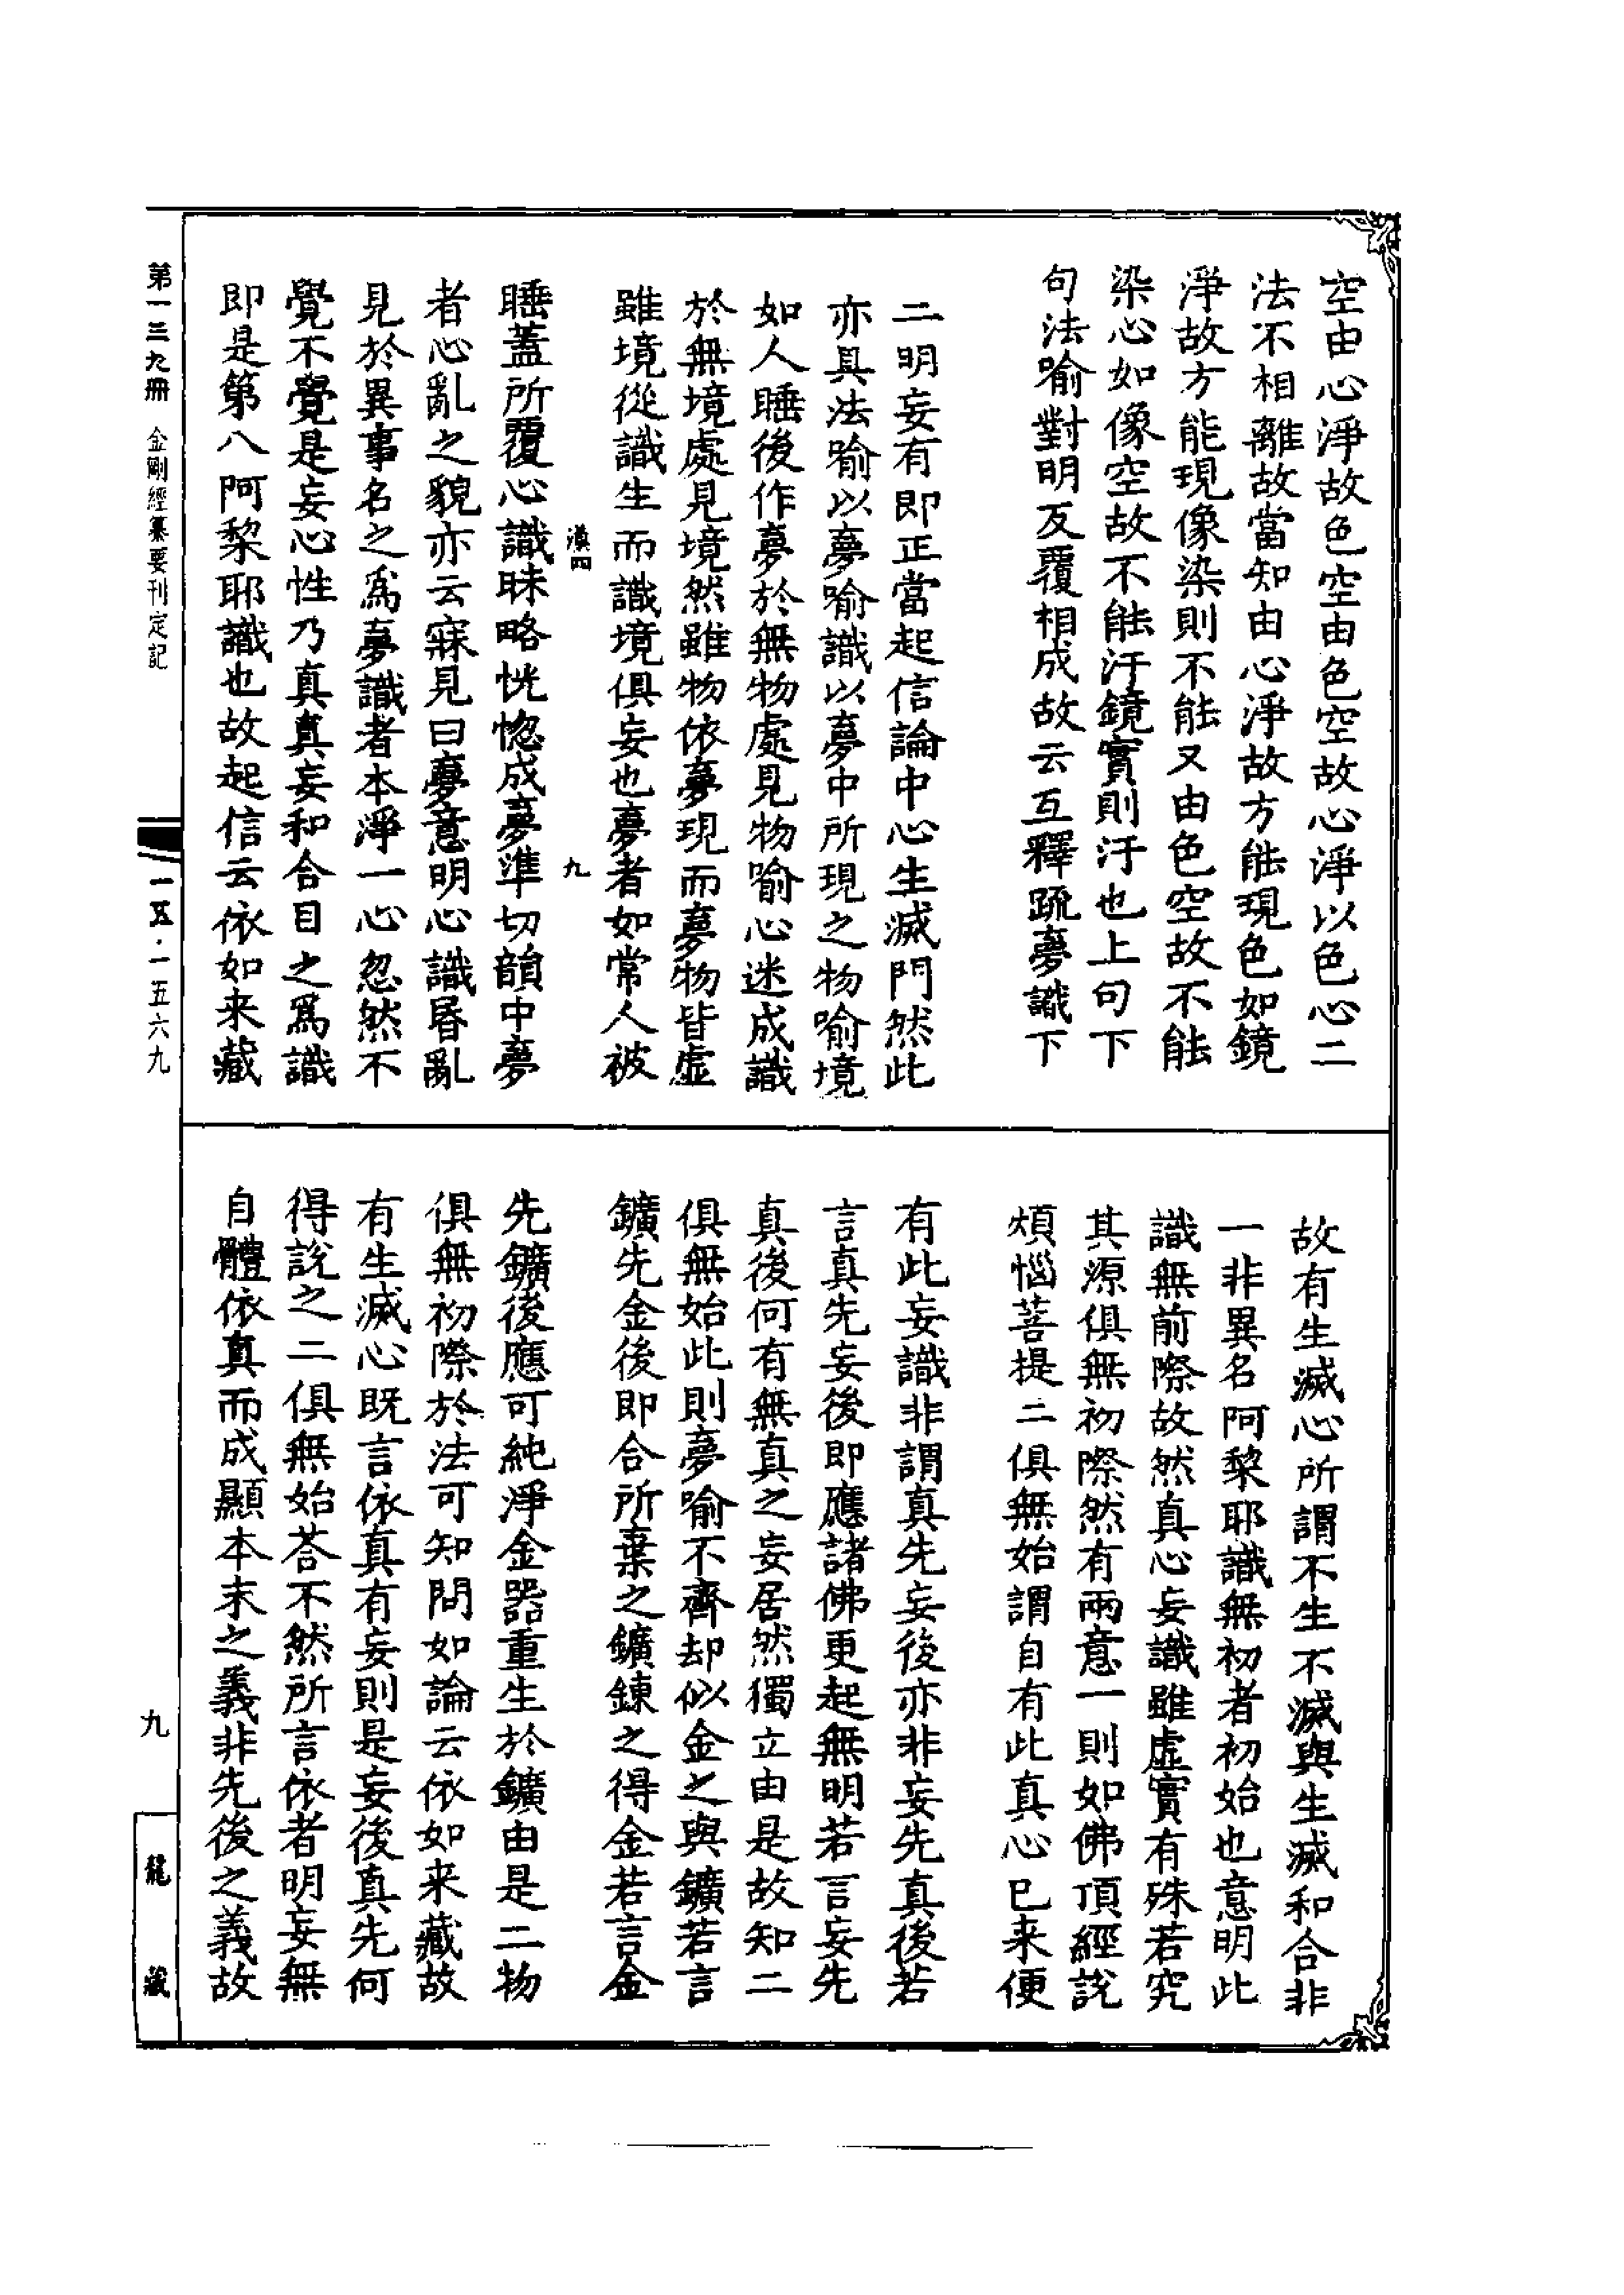 空由心淨故色空由色空故心淨以色心二
法不相離故當知由心淨故方能現色如鏡
淨故方能現像染則不能又由色空故不能
染心如像空故不能汙鏡實則汙也上句下
句法喻對明反覆相成故云互釋疏夢識下
二明妄有即正當起信論中心生滅門然此
亦具法喻以夢喻識以夢中所現之物喻境
如人睡後作夢於無物處見物喻心迷成識
於無境處見境然雖物依夢現而夢物皆虛
雖境從識生而識境俱妄也夢者如常人被
漠四
九
睡蓋所覆心識昧略恍惚成夢準切韻中夢
者心亂之貌亦云寐見曰夢意明心識昏亂
見於異事名之為夢識者本淨一心忽然不
覺不覺是妄心性乃真真妄和合目之為識
即是第八阿黎耶識也故起信云依如来藏
故有生滅心所謂不生不滅與生滅和合非
一非異名阿黎耶識無初者初始也意明此
識無前際故然真心妄識雖虛實有殊若究
其源俱無初際然有兩意一則如佛頂經說
煩惱菩提二俱無始謂自有此真心已来便
有此妄識非謂真先妄後亦非妄先真後若
言真先妄後即應諸佛更起無明若言妄先
真後何有無真之妄居然獨立由是故知二
俱無始此則夢喻不齊却似金之與鑛若言
鑛先金後即合所棄之鑛鍊之得金若言金
先鑛後應可純淨金器重生於鑛由是二物
俱無初際於法可知問如論云依如来藏故
有生滅心既言依真有妄則是妄後真先何
得說之二俱無始荅不然所言依者明妄無
自體依真而成顯本末之義非先後之義故
第一三九冊 金剛經纂要刊定記
一五·一五六九
九
龍藏